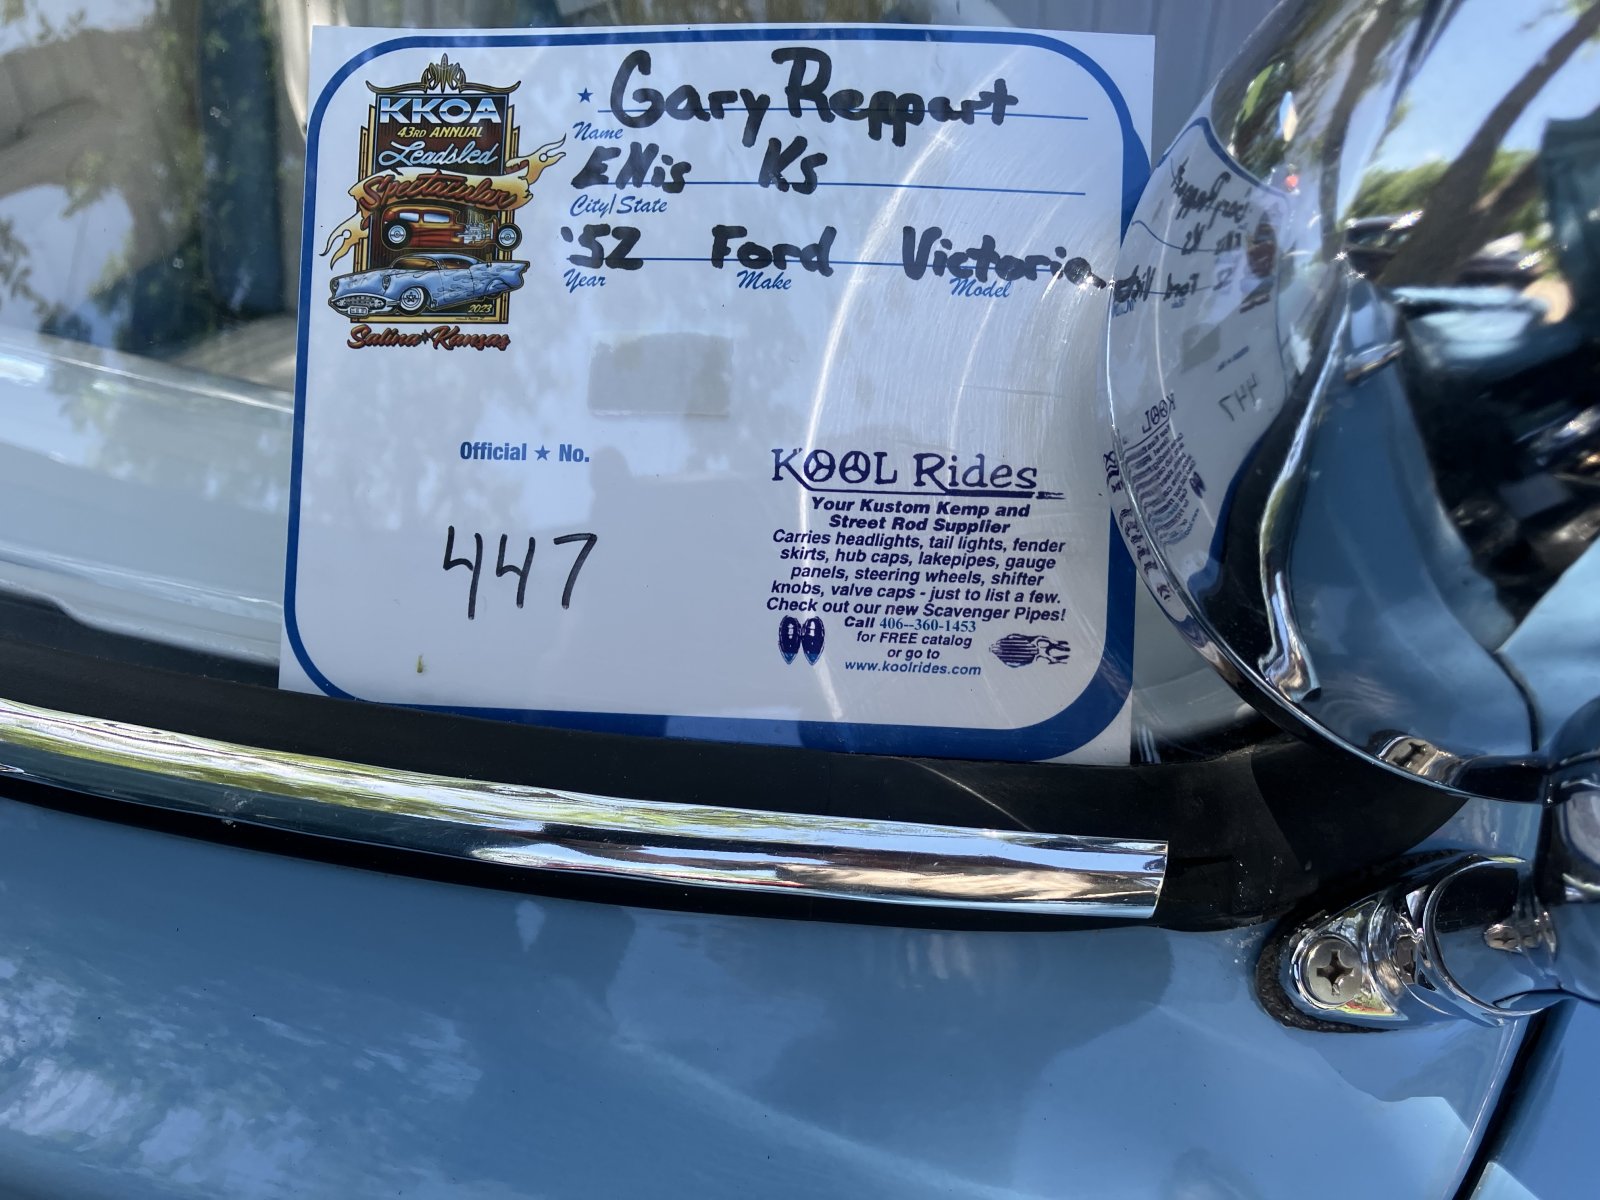 KKOA
43RD ANNUAL
Leadsled
Spectacular
2023
Salina★Kansas
★ Gary Reppart
Name
ENis Ks
City/State
'52 Ford Victoria
Year Make Model
Official ★ No.
447
KOOL Rides
Your Kustom Kemp and
Street Rod Supplier
Carries headlights, tail lights, fender
skirts, hub caps, lakepipes, gauge
panels, steering wheels, shifter
knobs, valve caps - just to list a few.
Check out our new Scavenger Pipes!
Call 406--360-1453
for FREE catalog
or go to
www.koolrides.com